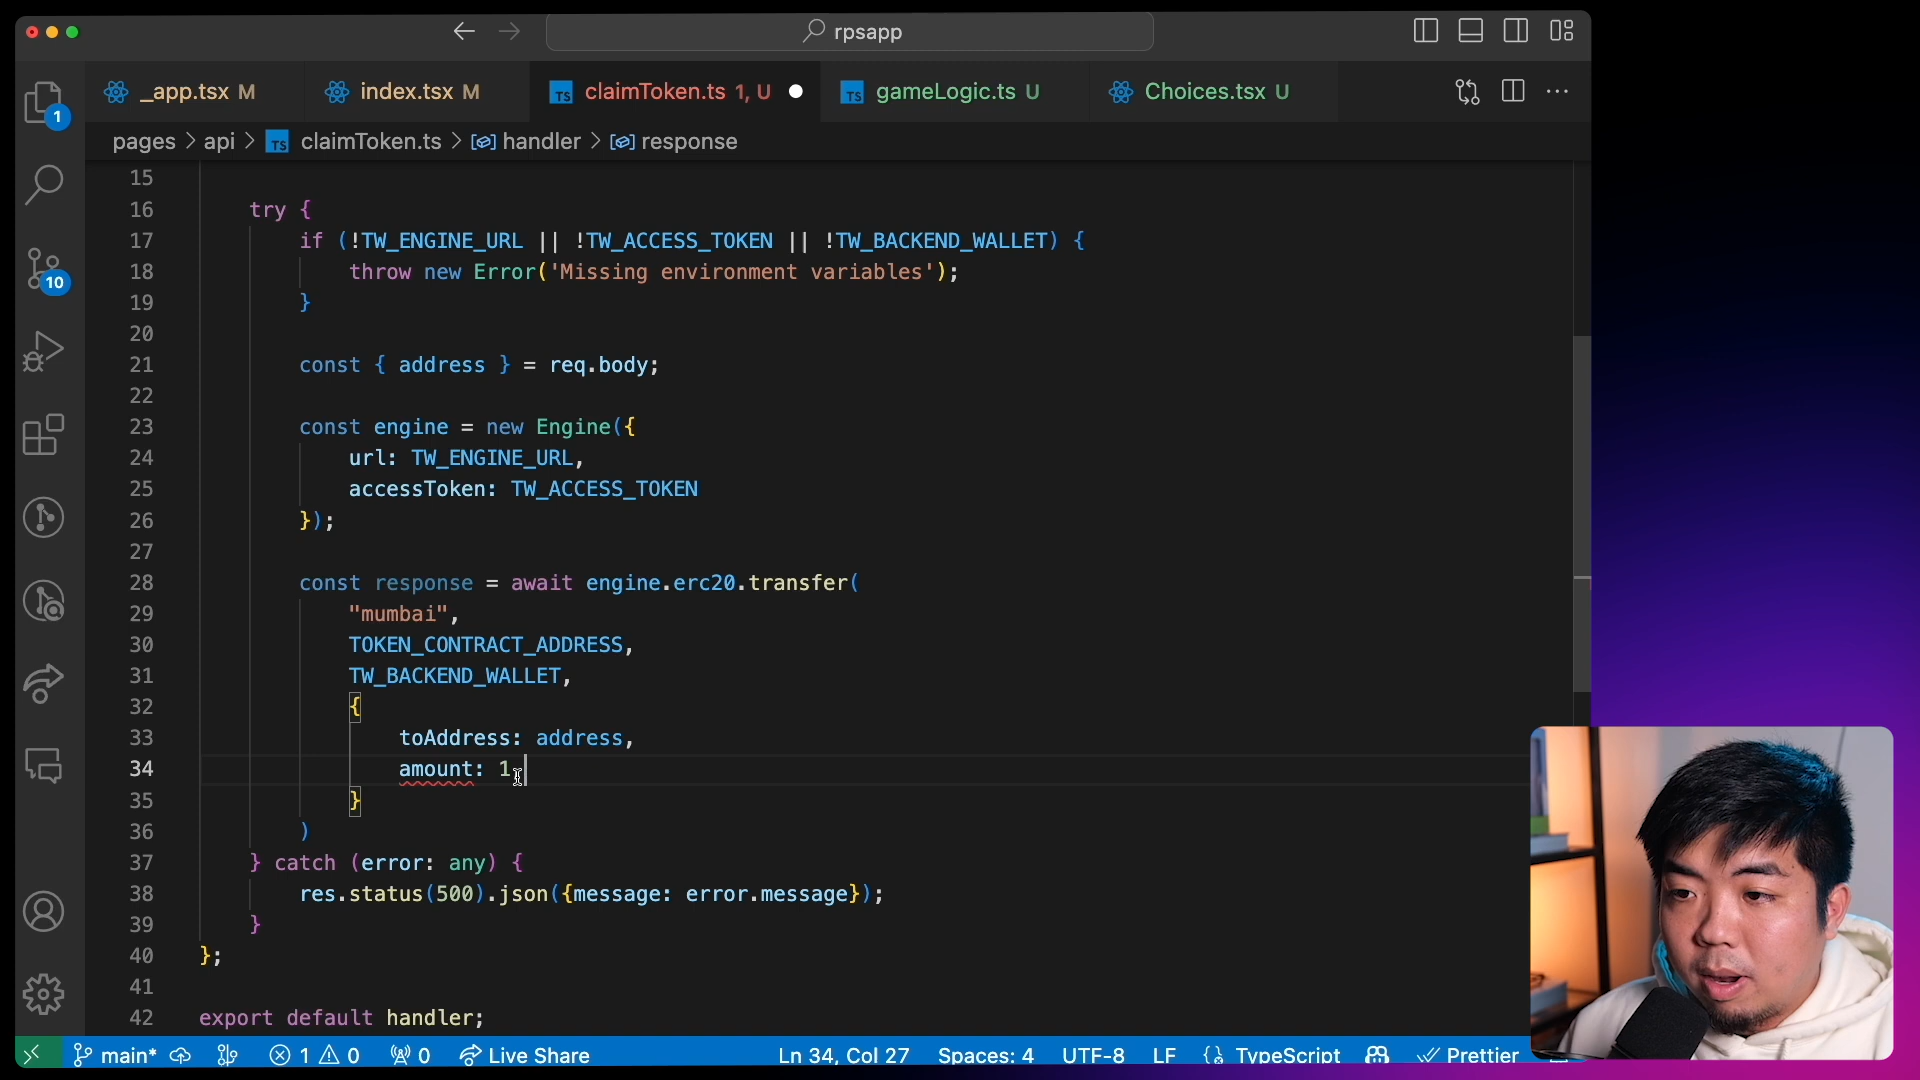 rpsapp
_app.tsx M
index.tsx M
claimToken.ts 1, U
gameLogic.ts U
Choices.tsx U
pages > api > TS claimToken.ts > handler > response
15
16 try {
17 if (!TW_ENGINE_URL || !TW_ACCESS_TOKEN || !TW_BACKEND_WALLET) {
18 throw new Error('Missing environment variables');
19 }
20
21 const { address } = req.body;
22
23 const engine = new Engine({
24 url: TW_ENGINE_URL,
25 accessToken: TW_ACCESS_TOKEN
26 });
27
28 const response = await engine.erc20.transfer(
29 "mumbai",
30 TOKEN_CONTRACT_ADDRESS,
31 TW_BACKEND_WALLET,
32 {
33 toAddress: address,
34 amount: 1
35 }
36 )
37 } catch (error: any) {
38 res.status(500).json({message: error.message});
39 }
40 };
41
42 export default handler;
1
10
main* 1 0 0 Live Share Ln 34, Col 27 Spaces: 4 UTF-8 LF TypeScript Prettier